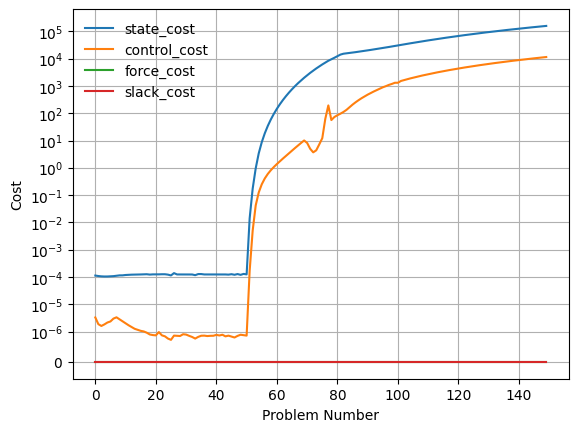 state_cost
control_cost
force_cost
slack_cost
10^5
10^4
10^3
10^2
10^1
10^0
10^−1
10^−2
10^−3
10^−4
10^−5
10^−6
0
Cost
0 20 40 60 80 100 120 140
Problem Number